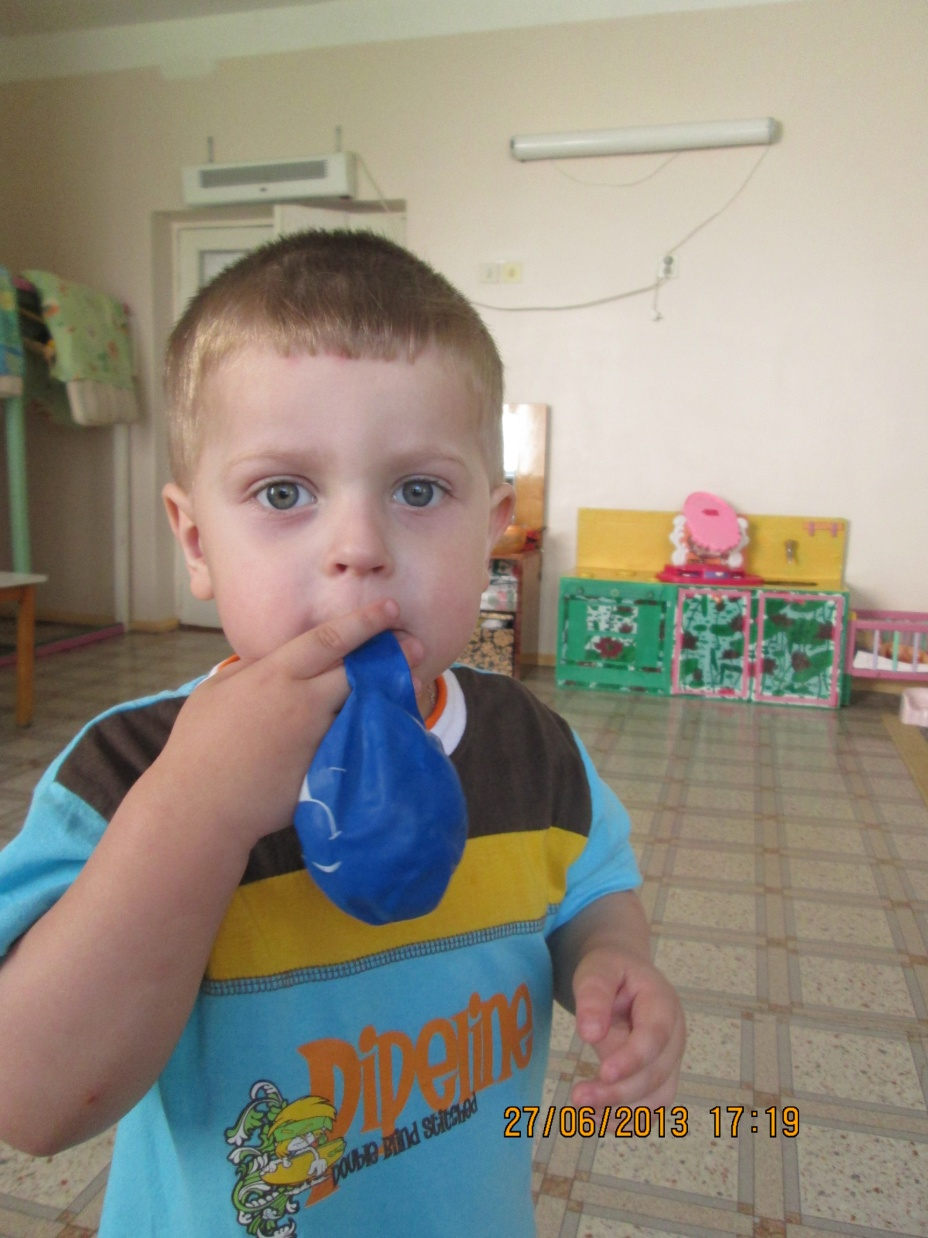 Pipeline
Double Blind Stitched
27/06/2013 17:19